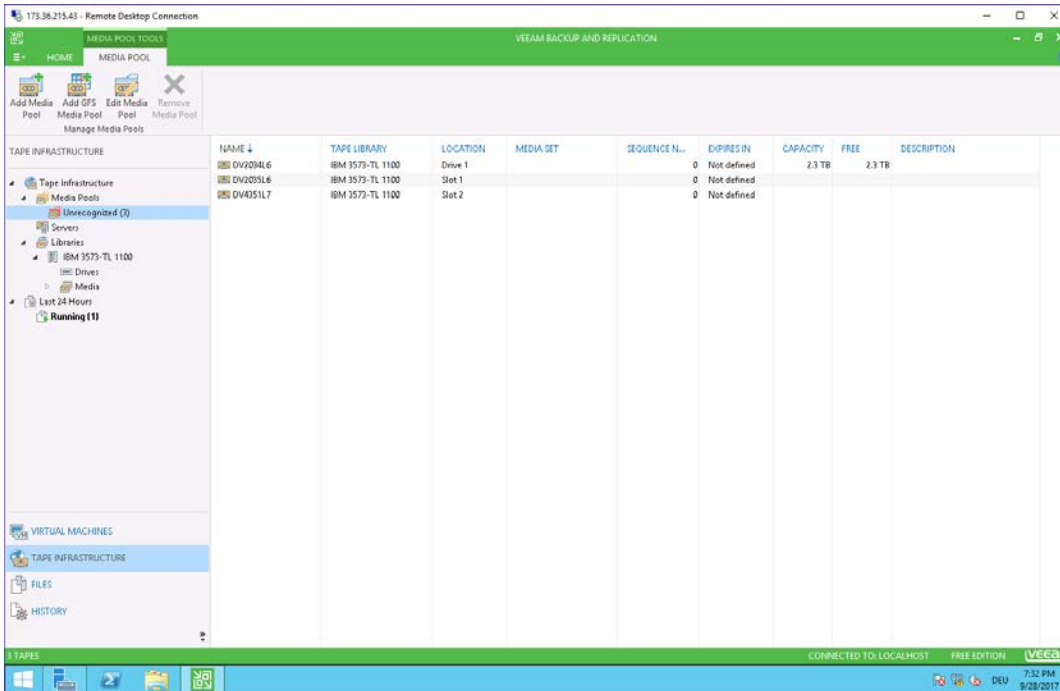 173.36.215.43 - Remote Desktop Connection
MEDIA POOL TOOLS
VEEAM BACKUP AND REPLICATION
HOME MEDIA POOL
Add Media Pool
Add GFS Media Pool
Edit Media Pool
Remove Media Pool
Manage Media Pools
TAPE INFRASTRUCTURE
Tape Infrastructure
Media Pools
Unrecognized (3)
Servers
Libraries
IBM 3573-TL 1100
Drives
Media
Last 24 Hours
Running (1)
NAME TAPE LIBRARY LOCATION MEDIA SET SEQUENCE N... EXPIRES IN CAPACITY FREE DESCRIPTION
DV2034L6 IBM 3573-TL 1100 Drive 1 0 Not defined 2.3 TB 2.3 TB
DV2035L6 IBM 3573-TL 1100 Slot 1 0 Not defined
DV4351L7 IBM 3573-TL 1100 Slot 2 0 Not defined
VIRTUAL MACHINES
TAPE INFRASTRUCTURE
FILES
HISTORY
3 TAPES
CONNECTED TO: LOCALHOST FREE EDITION veea
DEU
7:32 PM
9/28/2017